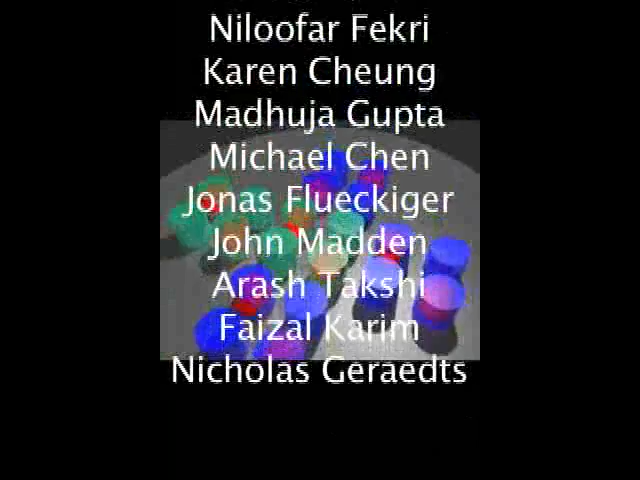 Niloofar Fekri
Karen Cheung
Madhuja Gupta
Michael Chen
Jonas Flueckiger
John Madden
Arash Takshi
Faizal Karim
Nicholas Geraedts